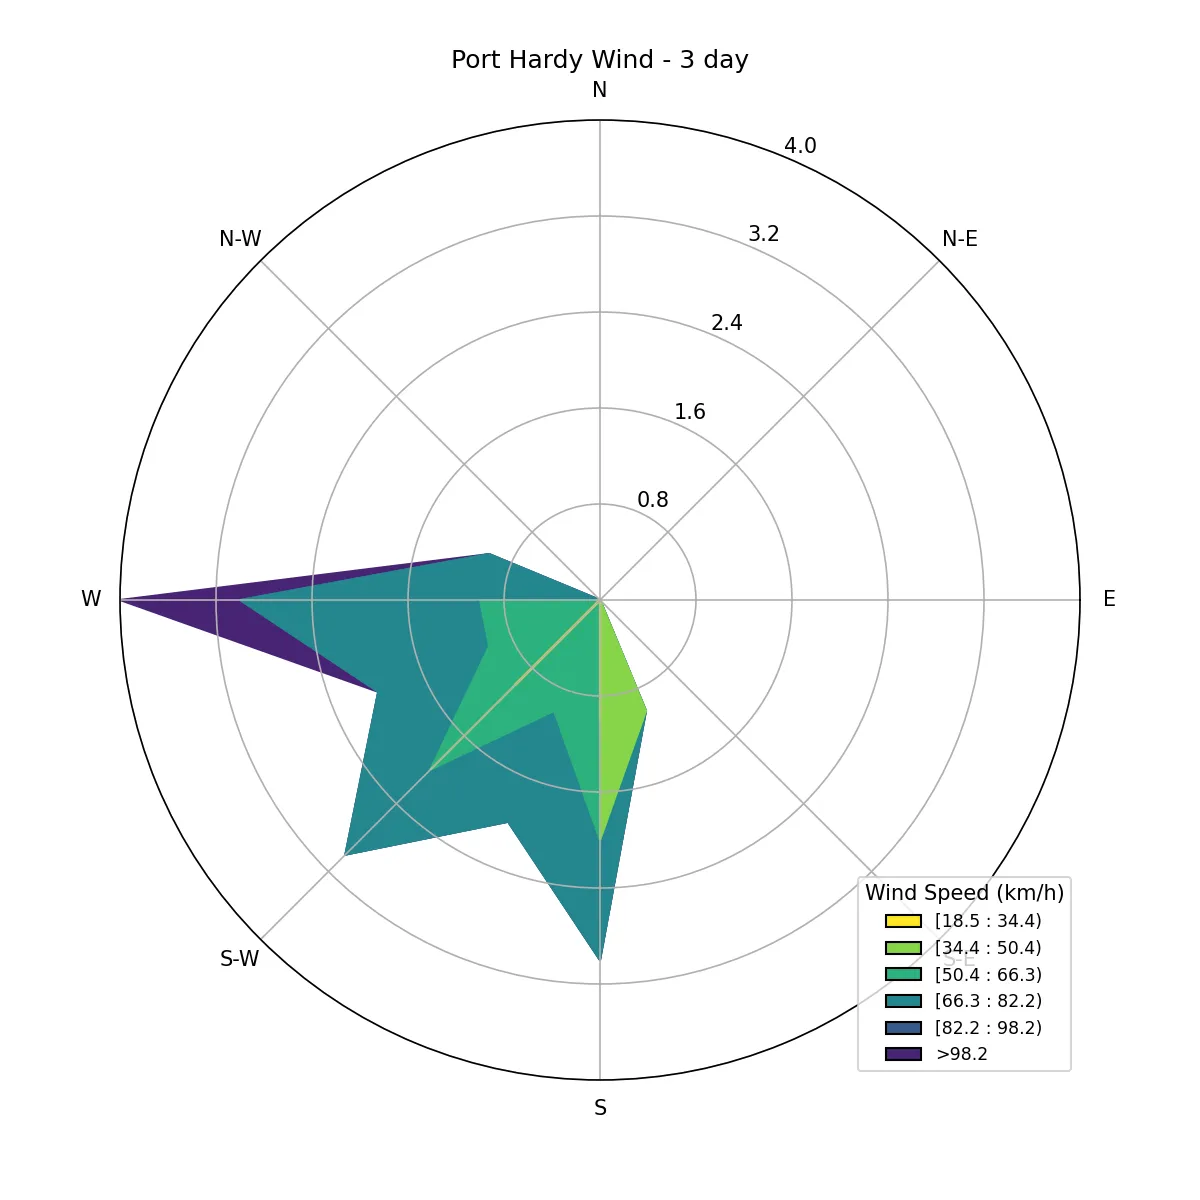 Port Hardy Wind - 3 day
N
4.0
N-W
3.2
N-E
2.4
1.6
0.8
W
E
Wind Speed (km/h)
[18.5 : 34.4)
[34.4 : 50.4)
S-W
S-E
[50.4 : 66.3)
[66.3 : 82.2)
[82.2 : 98.2)
>98.2
S